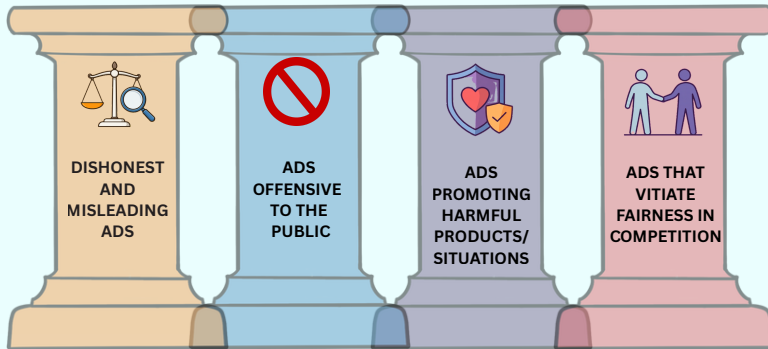 DISHONEST
AND
MISLEADING
ADS
ADS
OFFENSIVE
TO THE
PUBLIC
ADS
PROMOTING
HARMFUL
PRODUCTS/
SITUATIONS
ADS THAT
VITIATE
FAIRNESS IN
COMPETITION